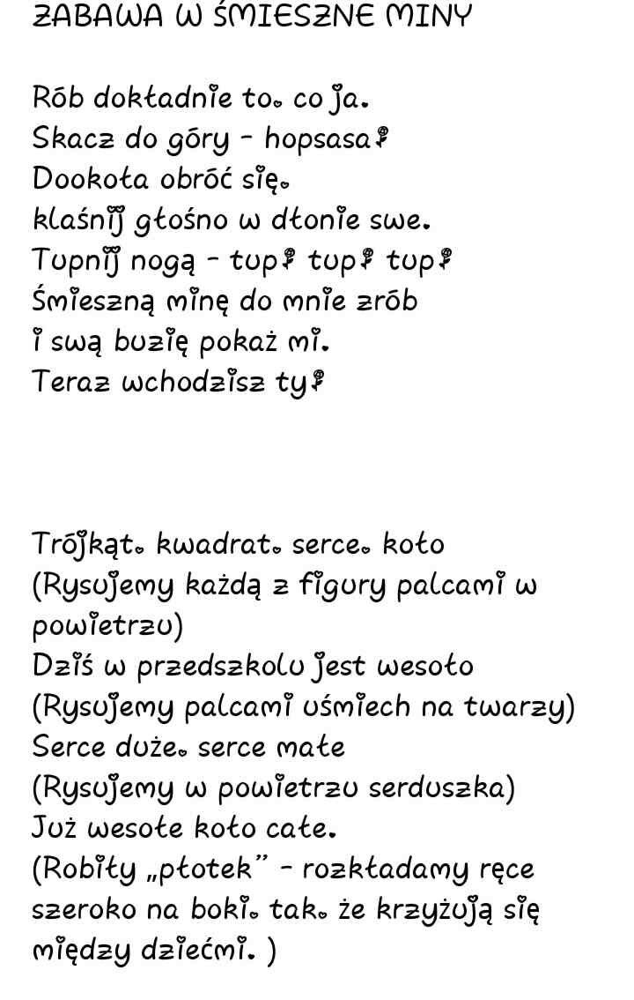 ZABAWA W ŚMIESZNE MINY
Rób dokładnie to, co ja.
Skacz do góry - hopsasa!
Dookoła obróć się,
klaśnij głośno w dłonie swe.
Tupnij nogą - tup! tup! tup!
Śmieszną minę do mnie zrób
i swą buzię pokaż mi.
Teraz wchodzisz ty!
Trójkąt, kwadrat, serce, koło
(Rysujemy każdą z figury palcami w
powietrzu)
Dziś w przedszkolu jest wesoło
(Rysujemy palcami uśmiech na twarzy)
Serce duże, serce małe
(Rysujemy w powietrzu serduszka)
Już wesołe koło całe.
(Robiły „płotek” - rozkładamy ręce
szeroko na boki, tak, że krzyżują się
między dziećmi. )